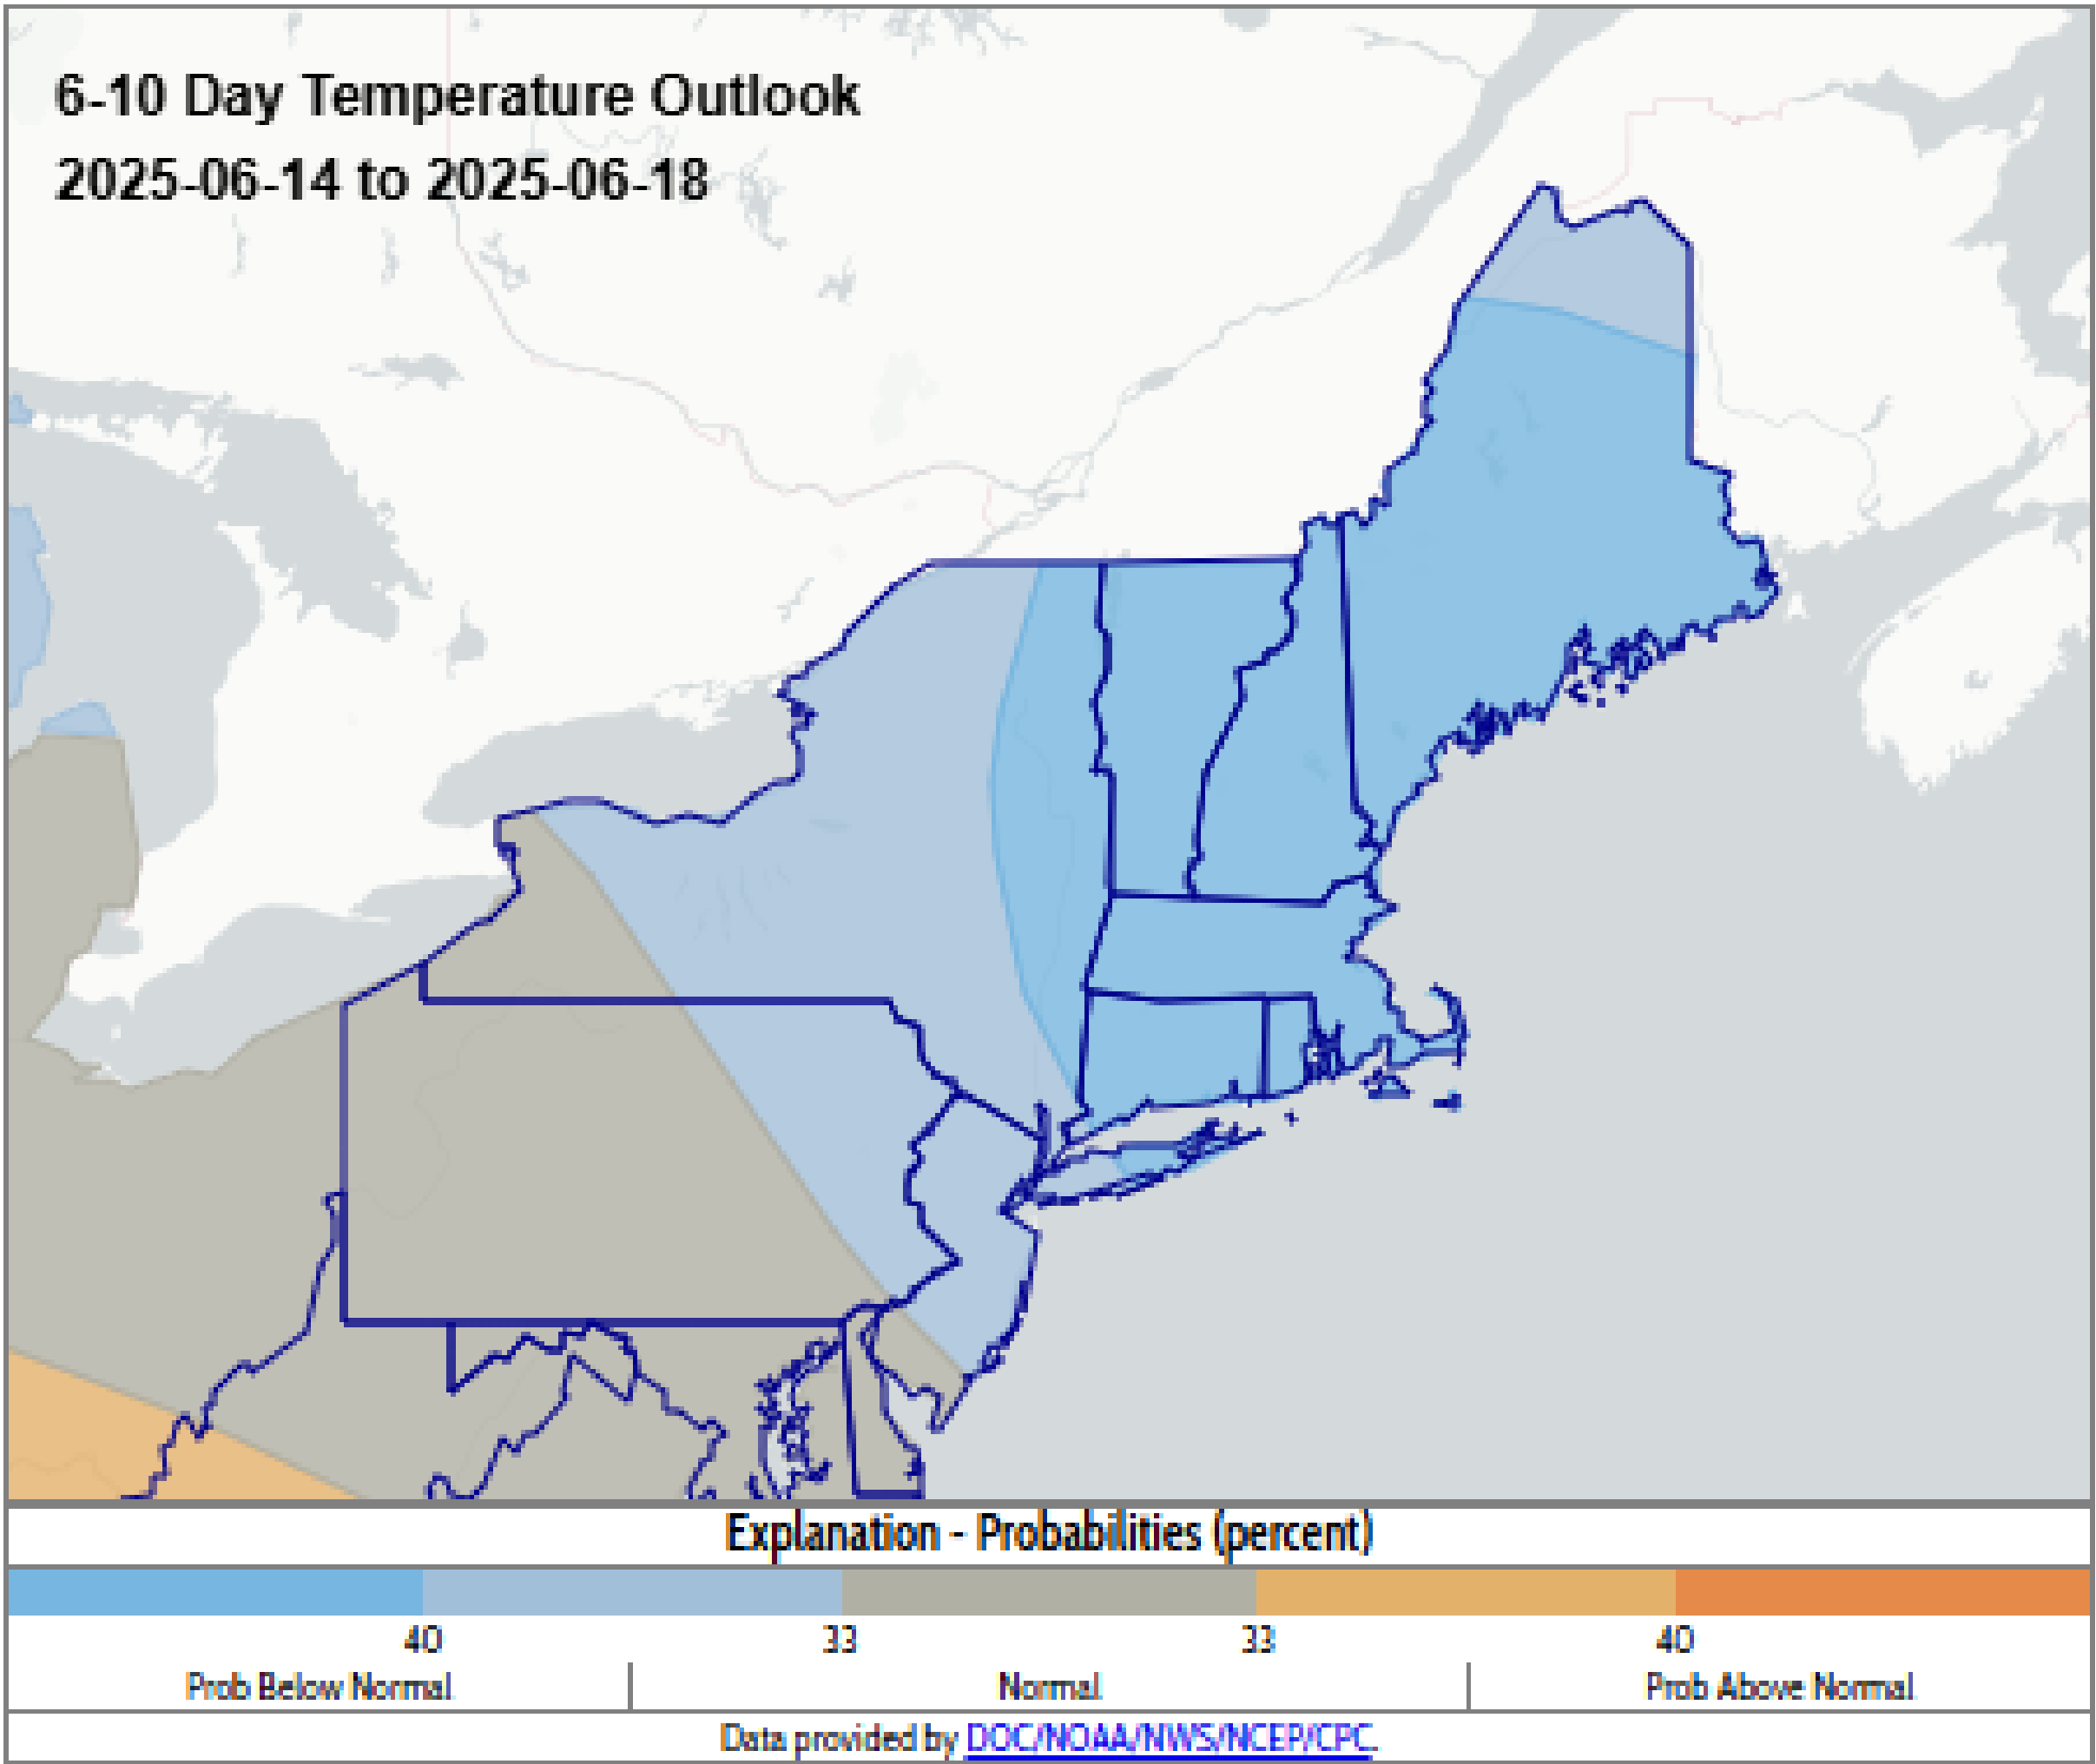 6-10 Day Temperature Outlook
2025-06-14 to 2025-06-18
Explanation - Probabilities (percent)
40 33 33 40
Prob Below Normal Normal Prob Above Normal
Data provided by DOC/NOAA/NWS/NCEP/CPC.